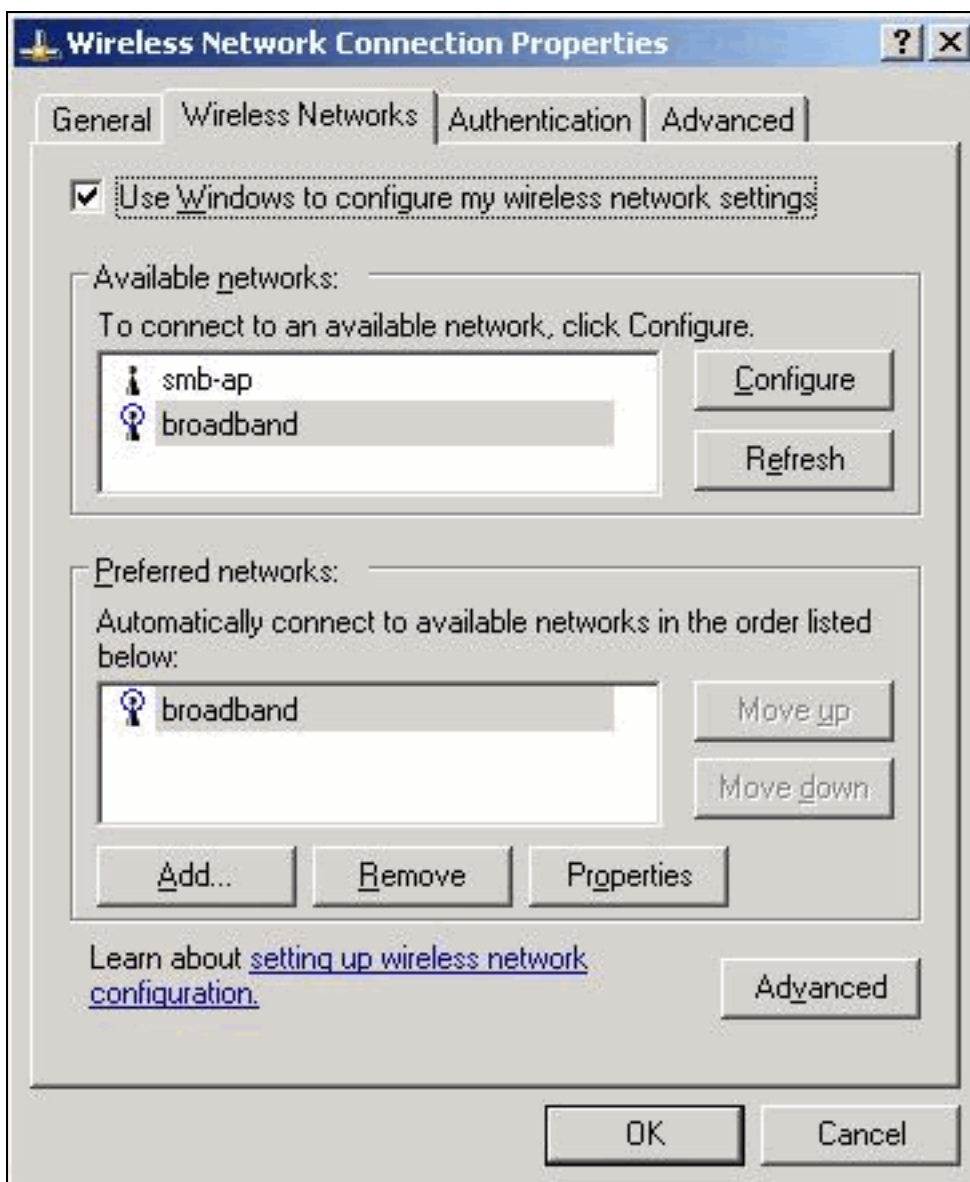 Wireless Network Connection Properties
General Wireless Networks Authentication Advanced
Use Windows to configure my wireless network settings
Available networks:
To connect to an available network, click Configure.
smb-ap
broadband
Configure
Refresh
Preferred networks:
Automatically connect to available networks in the order listed
below:
broadband
Move up
Move down
Add... Remove Properties
Learn about setting up wireless network
configuration.
Advanced
OK Cancel